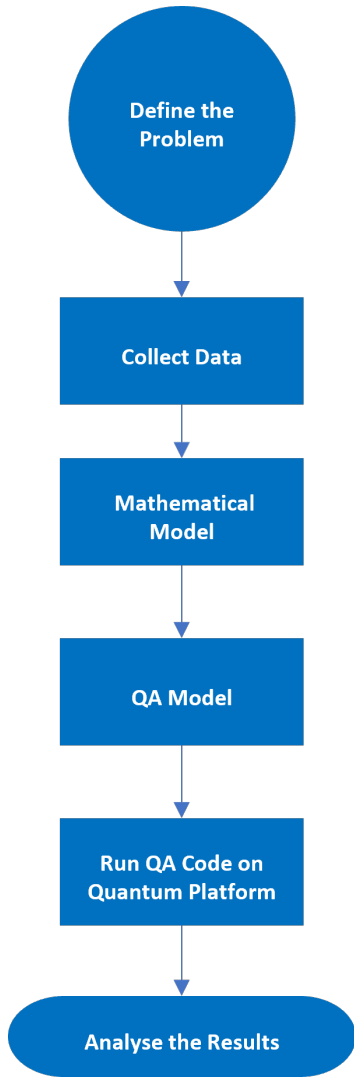 Define the
Problem
Collect Data
Mathematical
Model
QA Model
Run QA Code on
Quantum Platform
Analyse the Results